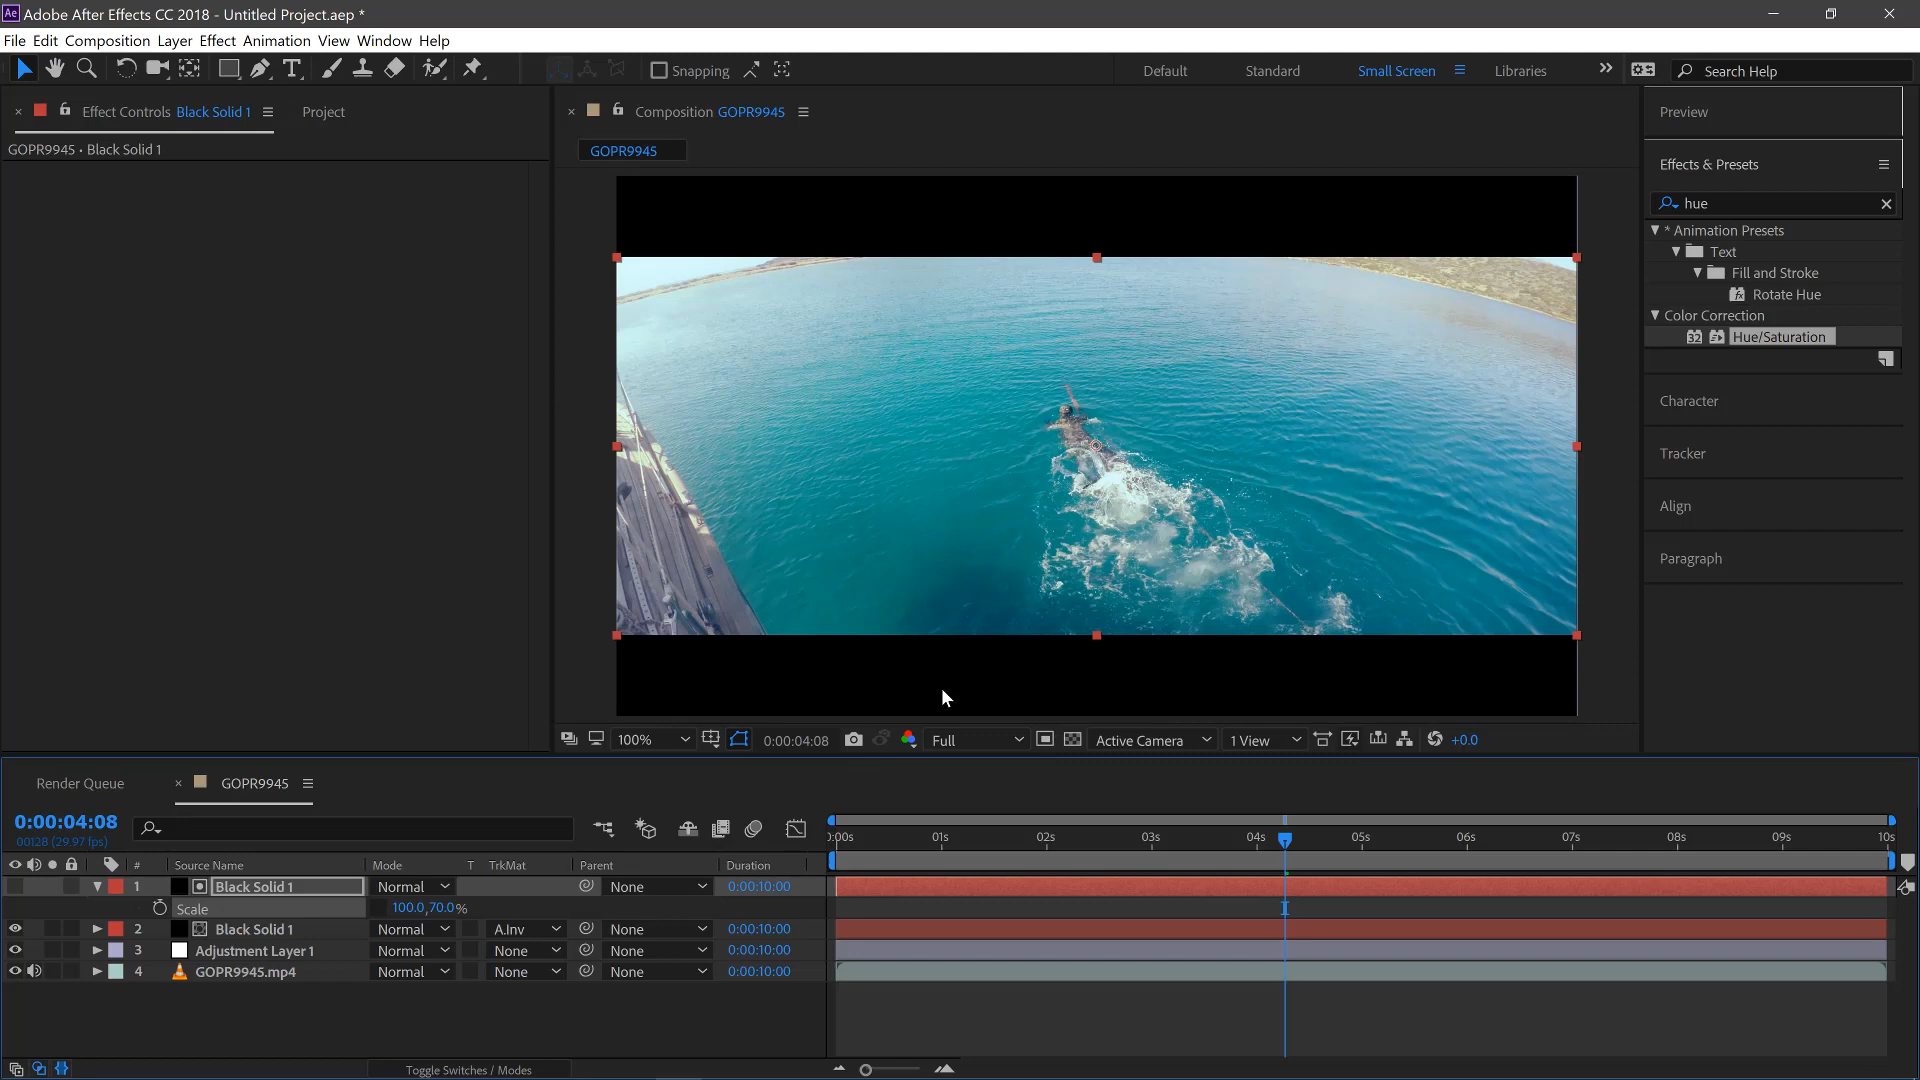 Ae Adobe After Effects CC 2018 - Untitled Project.aep *
File Edit Composition Layer Effect Animation View Window Help
Snapping Default Standard Small Screen Libraries Search Help
Effect Controls Black Solid 1 Project
GOPR9945 • Black Solid 1
Composition GOPR9945
GOPR9945
Preview
Effects & Presets
hue
* Animation Presets
Text
Fill and Stroke
Rotate Hue
Color Correction
32 Hue/Saturation
Character
Tracker
Align
Paragraph
100% 0:00:04:08 Full Active Camera 1 View +0.0
Render Queue GOPR9945
0:00:04:08
00128 (29.97 fps)
:00s 01s 02s 03s 04s 05s 06s 07s 08s 09s 10s
# Source Name Mode T TrkMat Parent Duration
1 Black Solid 1 Normal None 0:00:10:00
Scale 100.0,70.0%
2 Black Solid 1 Normal A.Inv None 0:00:10:00
3 Adjustment Layer 1 Normal None None 0:00:10:00
4 GOPR9945.mp4 Normal None None 0:00:10:00
Toggle Switches / Modes